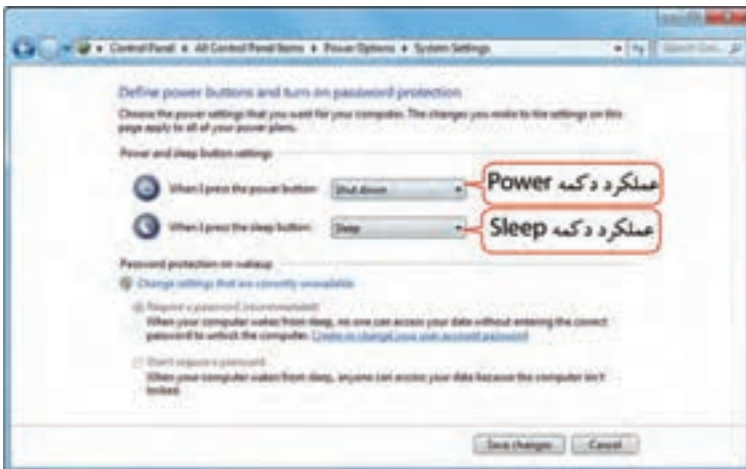 Control Panel All Control Panel Items Power Options System Settings
Define power buttons and turn on password protection
Choose the power settings that you want for your computer. The changes you make to the settings on this
page apply to all of your power plans.
Power and sleep button settings
When I press the power button: Shut down
عملکرد دکمه Power
When I press the sleep button: Sleep
عملکرد دکمه Sleep
Password protection on wakeup
Change settings that are currently unavailable
Require a password (recommended)
When your computer wakes from sleep, no one can access your data without entering the correct
password to unlock the computer. Create or change your user account password
Don't require a password
When your computer wakes from sleep, anyone can access your data because the computer isn't
locked.
Save changes Cancel